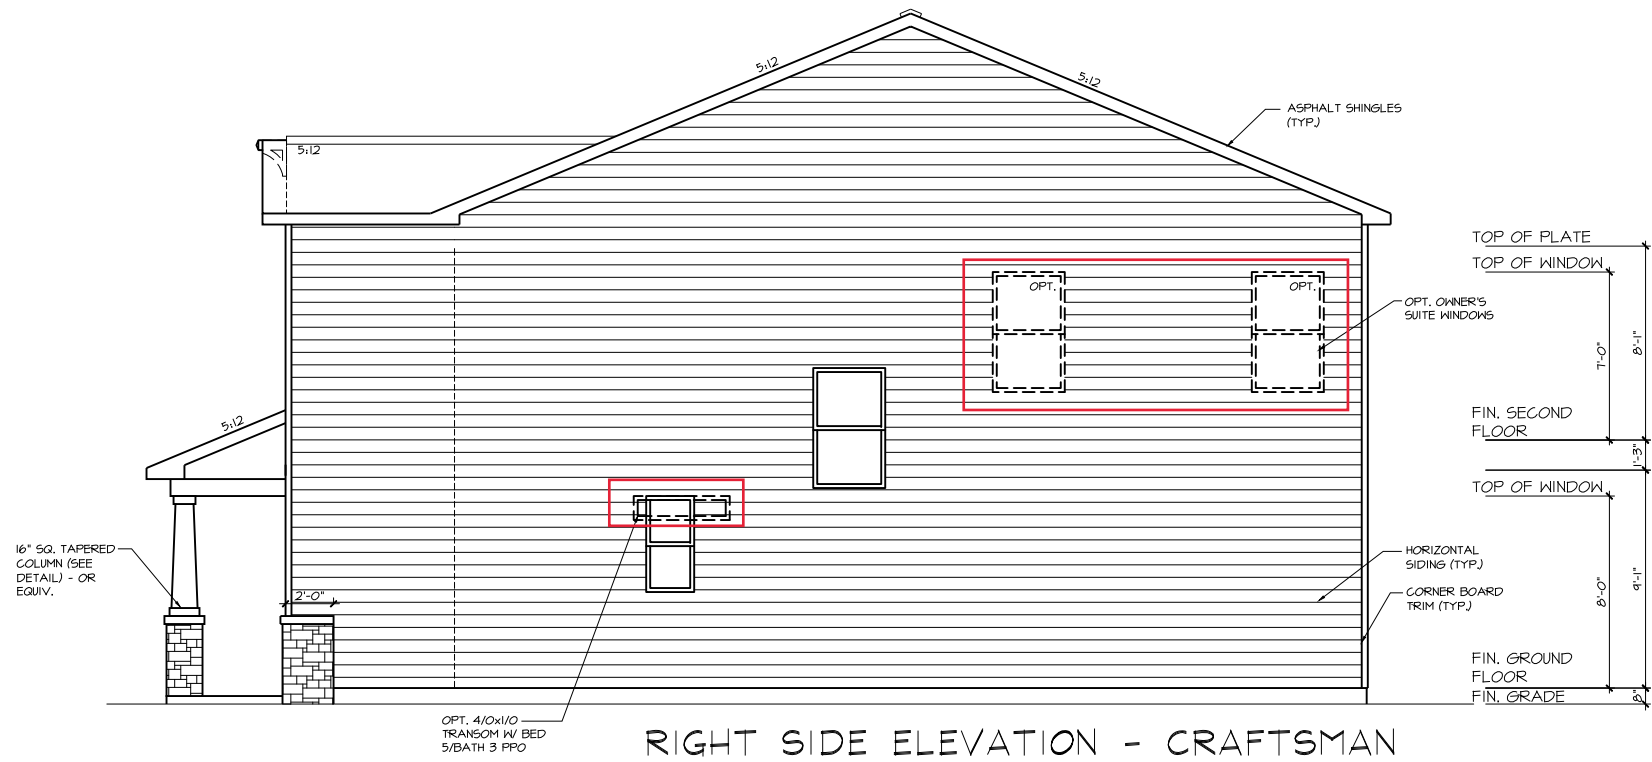 5:12
5:12
ASPHALT SHINGLES
(TYP.)
5:12
TOP OF PLATE
TOP OF WINDOW
OPT.
OPT.
OPT. OWNER'S
SUITE WINDOWS
7'-0"
8'-1"
5:12
FIN. SECOND
FLOOR
1'-3"
TOP OF WINDOW
16" SQ. TAPERED
COLUMN (SEE
DETAIL) - OR
EQUIV.
HORIZONTAL
SIDING (TYP.)
2'-0"
8'-0"
9'-1"
CORNER BOARD
TRIM (TYP.)
FIN. GROUND
FLOOR
FIN. GRADE
8"
OPT. 4/0x1/0
TRANSOM W/ BED
5/BATH 3 PPO
RIGHT SIDE ELEVATION - CRAFTSMAN